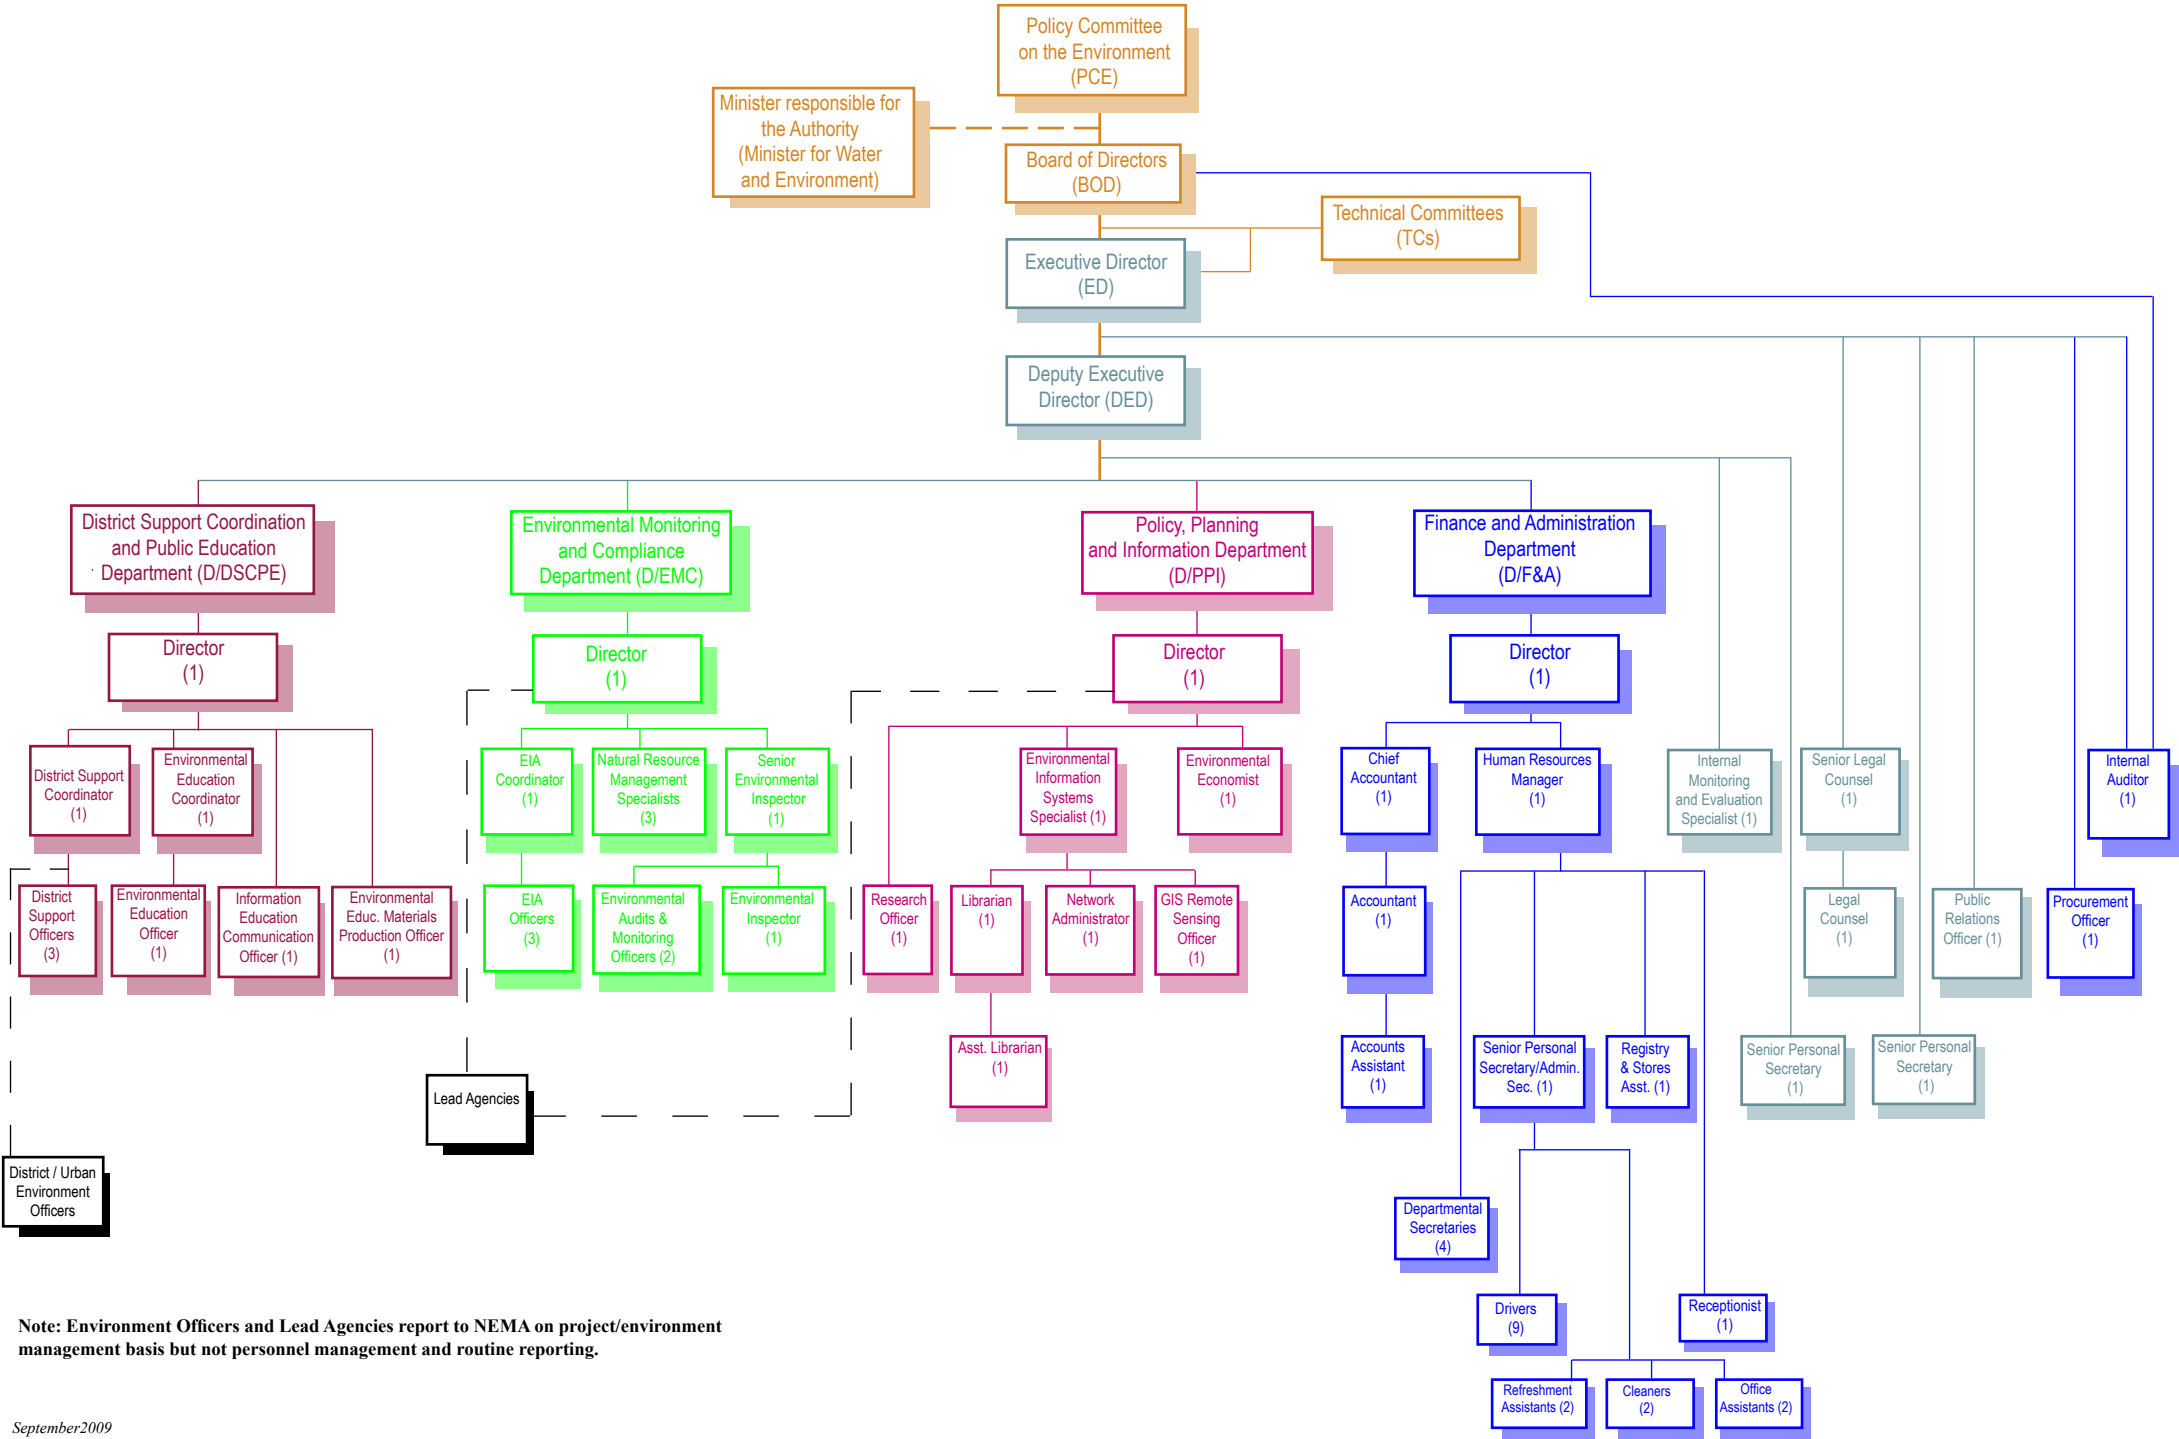 Policy Committee
on the Environment
(PCE)
Minister responsible for
the Authority
(Minister for Water
and Environment)
Board of Directors
(BOD)
Technical Committees
(TCs)
Executive Director
(ED)
Deputy Executive
Director (DED)
District Support Coordination
and Public Education
Department (D/DSCPE)
Environmental Monitoring
and Compliance
Department (D/EMC)
Policy, Planning
and Information Department
(D/PPI)
Finance and Administration
Department
(D/F&A)
Director
(1)
Director
(1)
Director
(1)
Director
(1)
District Support
Coordinator
(1)
Environmental
Education
Coordinator
(1)
EIA
Coordinator
(1)
Natural Resource
Management
Specialists
(3)
Senior
Environmental
Inspector
(1)
Environmental
Information
Systems
Specialist (1)
Environmental
Economist
(1)
Chief
Accountant
(1)
Human Resources
Manager
(1)
Internal
Monitoring
and Evaluation
Specialist (1)
Senior Legal
Counsel
(1)
Internal
Auditor
(1)
District
Support
Officers
(3)
Environmental
Education
Officer
(1)
Information
Education
Communication
Officer (1)
Environmental
Educ. Materials
Production Officer
(1)
EIA
Officers
(3)
Environmental
Audits &
Monitoring
Officers (2)
Environmental
Inspector
(1)
Research
Officer
(1)
Librarian
(1)
Network
Administrator
(1)
GIS Remote
Sensing
Officer
(1)
Accountant
(1)
Legal
Counsel
(1)
Public
Relations
Officer (1)
Procurement
Officer
(1)
Asst. Librarian
(1)
Accounts
Assistant
(1)
Senior Personal
Secretary/Admin.
Sec. (1)
Registry
& Stores
Asst. (1)
Senior Personal
Secretary
(1)
Senior Personal
Secretary
(1)
Lead Agencies
District / Urban
Environment
Officers
Departmental
Secretaries
(4)
Drivers
(9)
Receptionist
(1)
Refreshment
Assistants (2)
Cleaners
(2)
Office
Assistants (2)
Note: Environment Officers and Lead Agencies report to NEMA on project/environment
management basis but not personnel management and routine reporting.
September2009